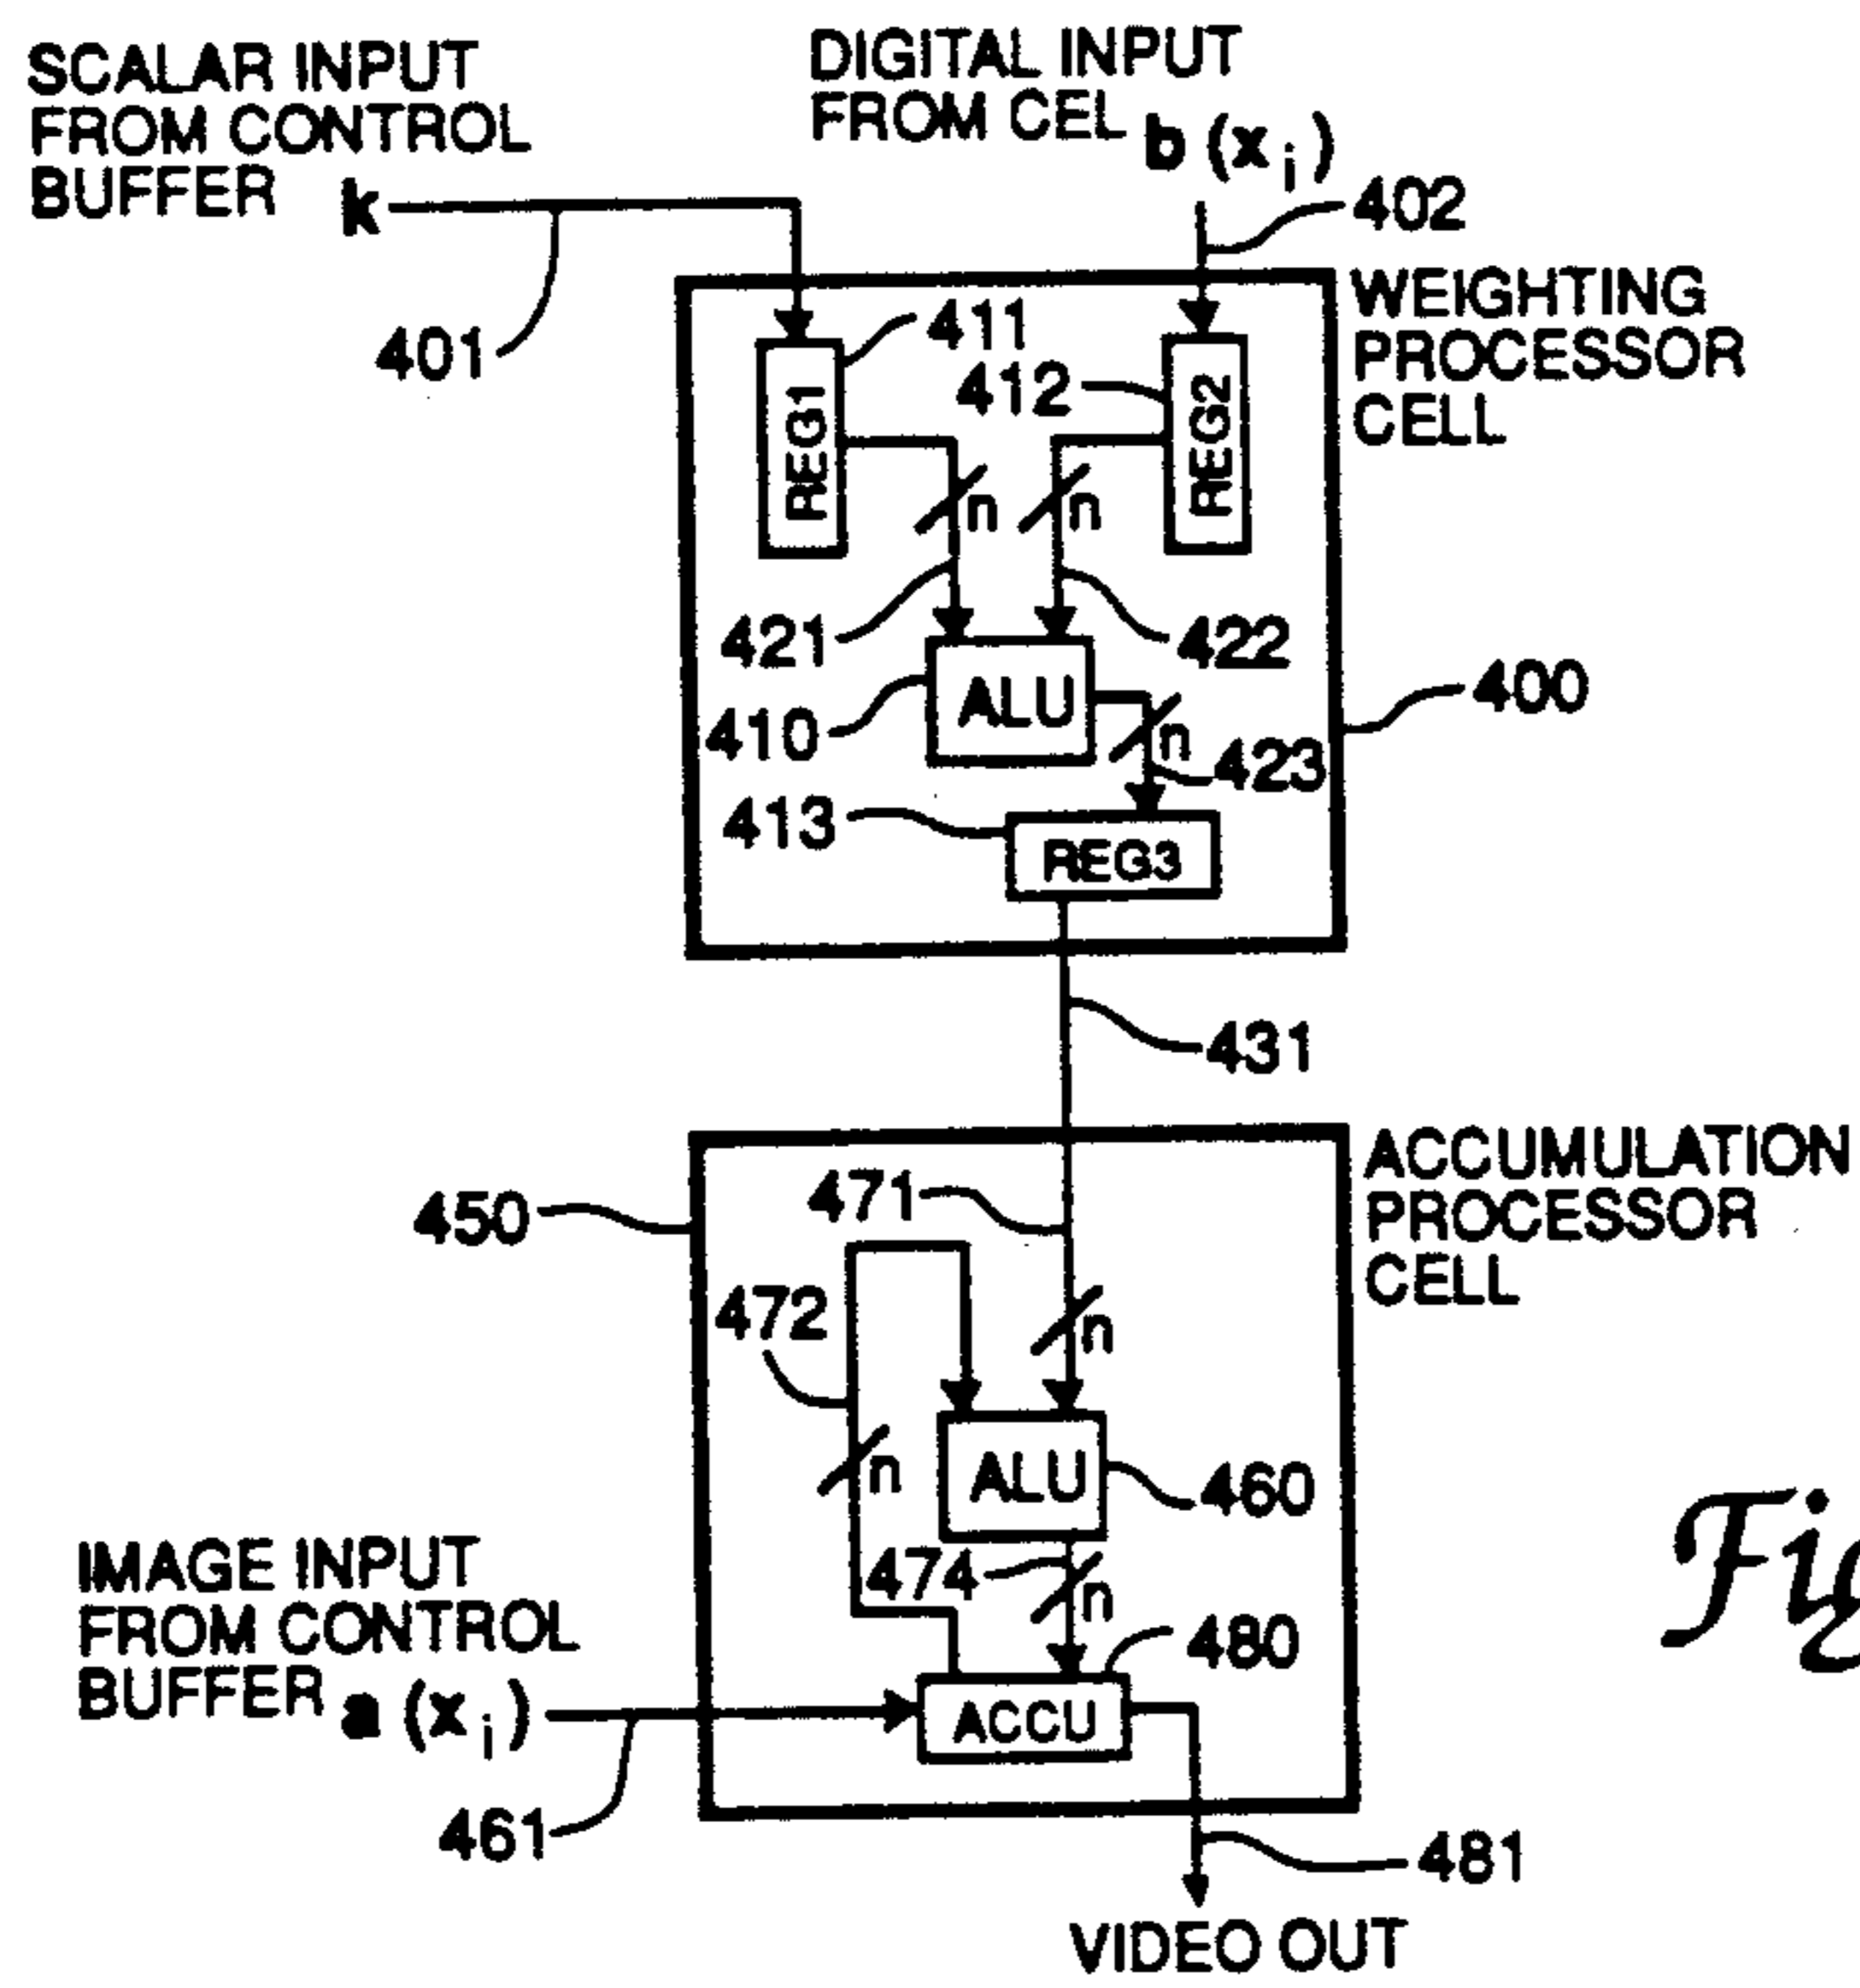 SCALAR INPUT
FROM CONTROL
BUFFER k
DIGITAL INPUT
FROM CEL b (x i)
402
401
WEIGHTING
PROCESSOR
CELL
411
412
REG1
REG2
n
n
421
422
400
ALU
410
n
423
413
REG3
431
ACCUMULATION
PROCESSOR
CELL
471
450
472
n
n
ALU
460
474
n
IMAGE INPUT
FROM CONTROL
BUFFER a (x i)
480
ACCU
461
481
VIDEO OUT